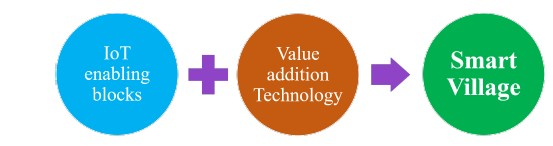 IoT
enabling
blocks
Value
addition
Technology
Smart
Village